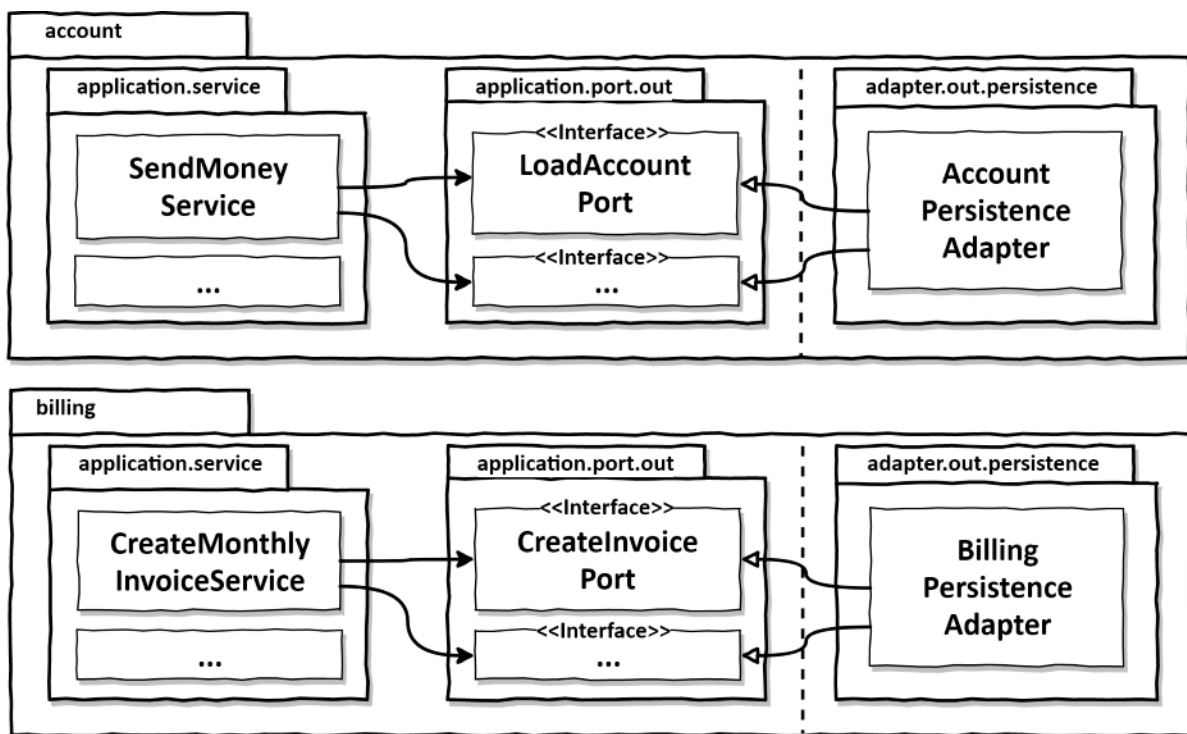 account
application.service
application.port.out
adapter.out.persistence
SendMoney
Service
...
<<Interface>>
LoadAccount
Port
<<Interface>>
...
Account
Persistence
Adapter
billing
application.service
application.port.out
adapter.out.persistence
CreateMonthly
InvoiceService
...
<<Interface>>
CreateInvoice
Port
<<Interface>>
...
Billing
Persistence
Adapter